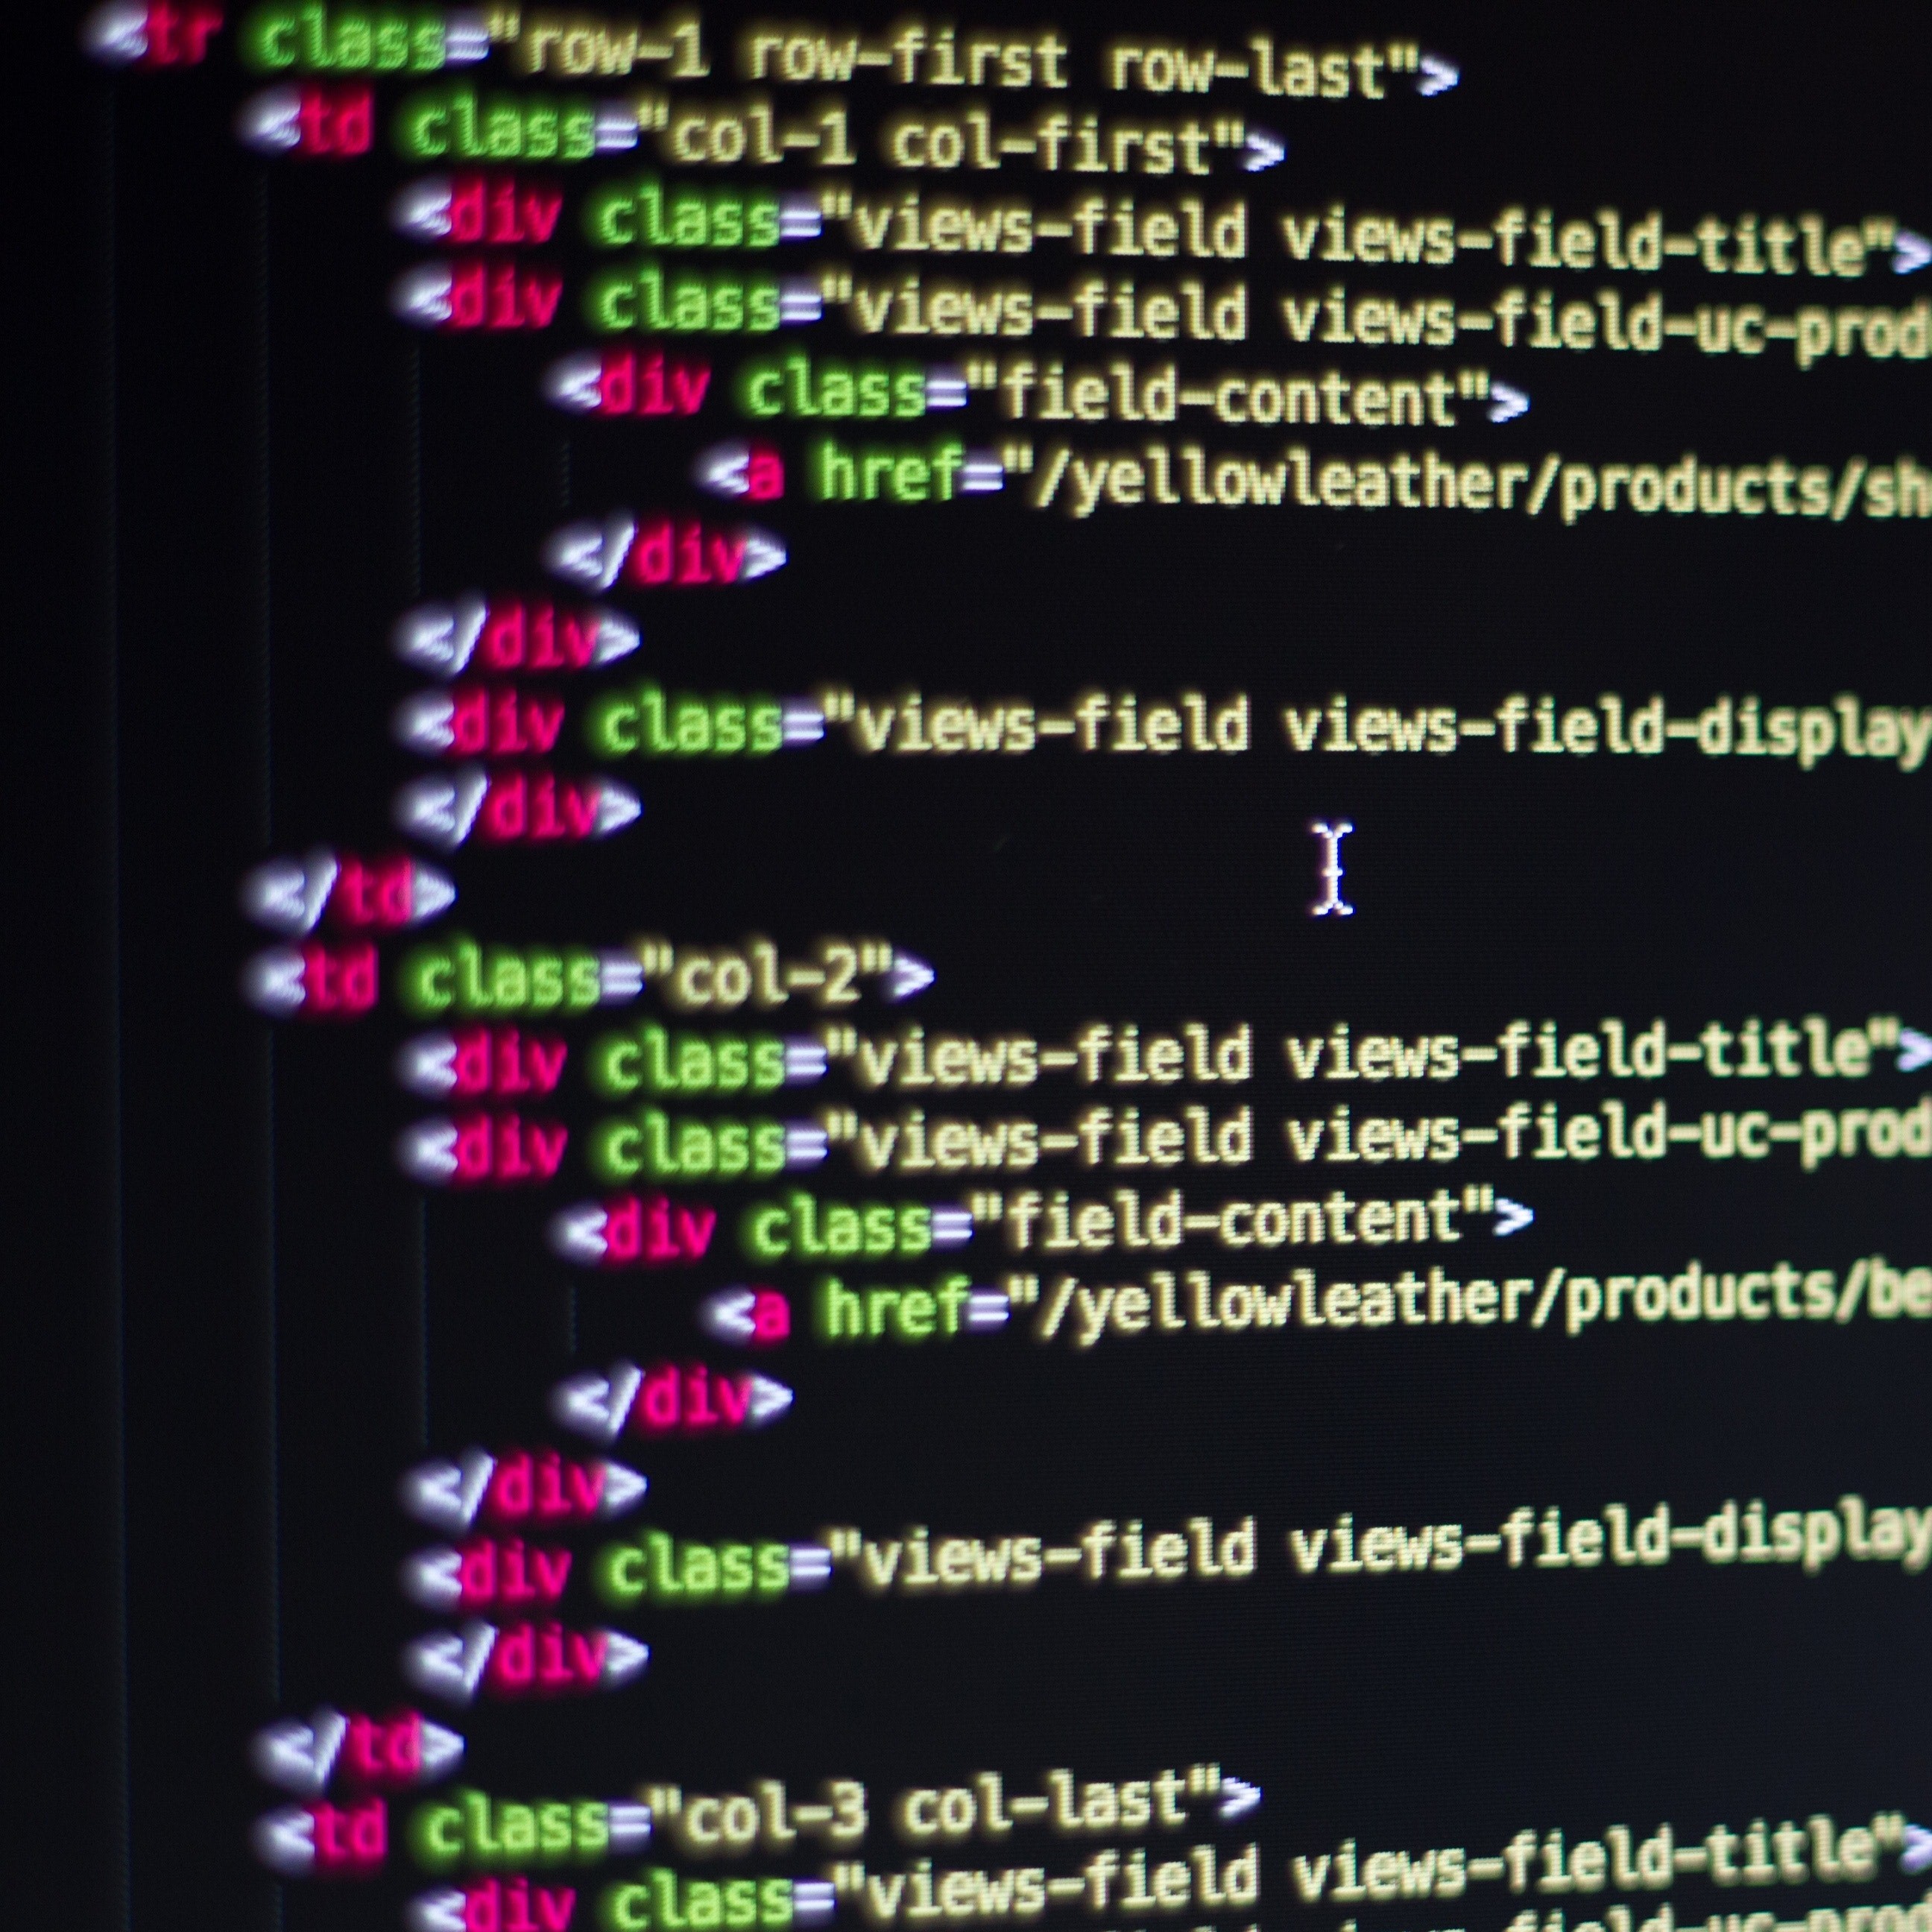 <tr class="row-1 row-first row-last">
<td class="col-1 col-first">
<div class="views-field views-field-title">
<div class="views-field views-field-uc-prod
<div class="field-content">
<a href="/yellowleather/products/sh
</div>
</div>
<div class="views-field views-field-display
</div>
</td>
<td class="col-2">
<div class="views-field views-field-title">
<div class="views-field views-field-uc-prod
<div class="field-content">
<a href="/yellowleather/products/be
</div>
</div>
<div class="views-field views-field-display
</div>
</td>
<td class="col-3 col-last">
<div class="views-field views-field-title">